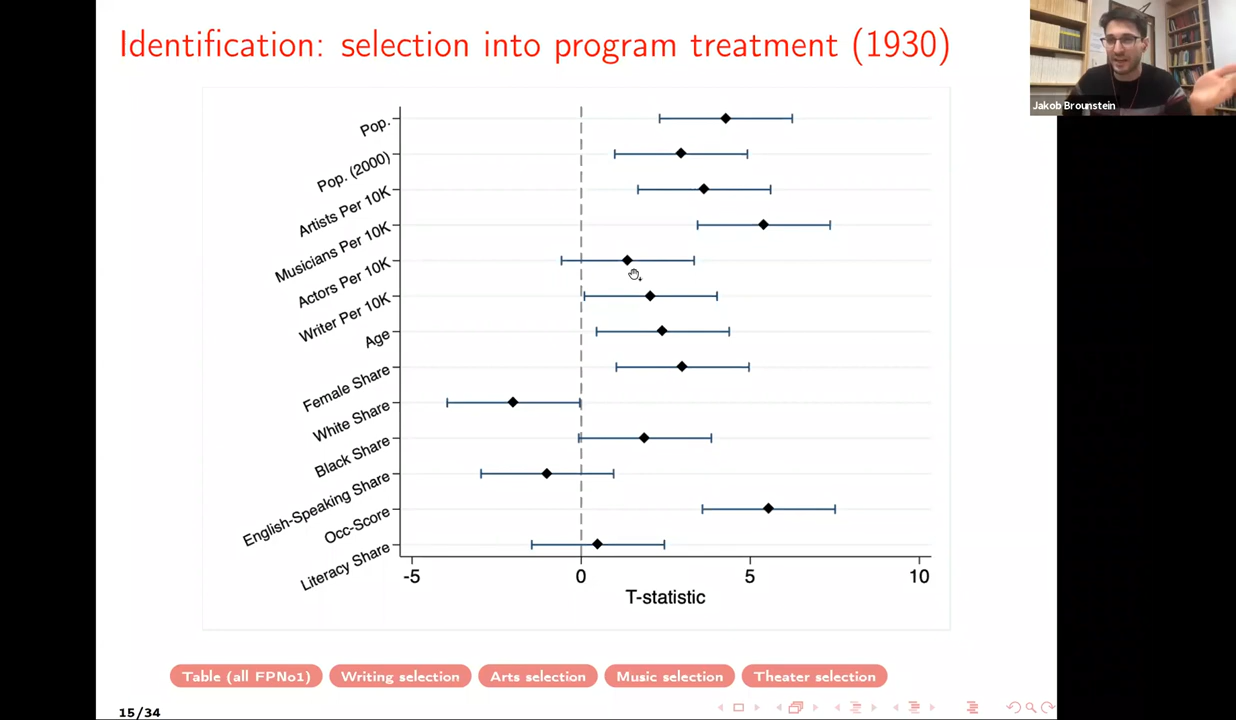 Identification: selection into program treatment (1930)
Jakob Brounstein
Pop.
Pop. (2000)
Artists Per 10K
Musicians Per 10K
Actors Per 10K
Writer Per 10K
Age
Female Share
White Share
Black Share
English-Speaking Share
Occ-Score
Literacy Share
-5 0 5 10
T-statistic
Table (all FPNo1) Writing selection Arts selection Music selection Theater selection
15/34